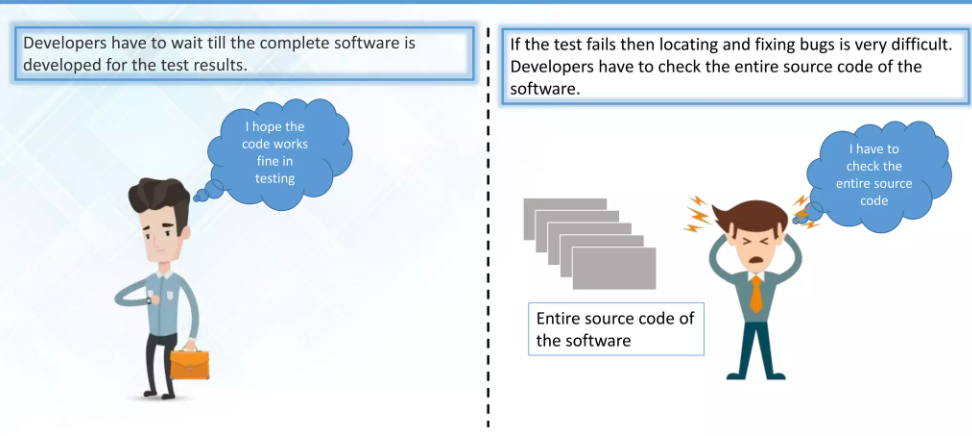 Developers have to wait till the complete software is
developed for the test results.
I hope the
code works
fine in
testing
If the test fails then locating and fixing bugs is very difficult.
Developers have to check the entire source code of the
software.
I have to
check the
entire source
code
Entire source code of
the software